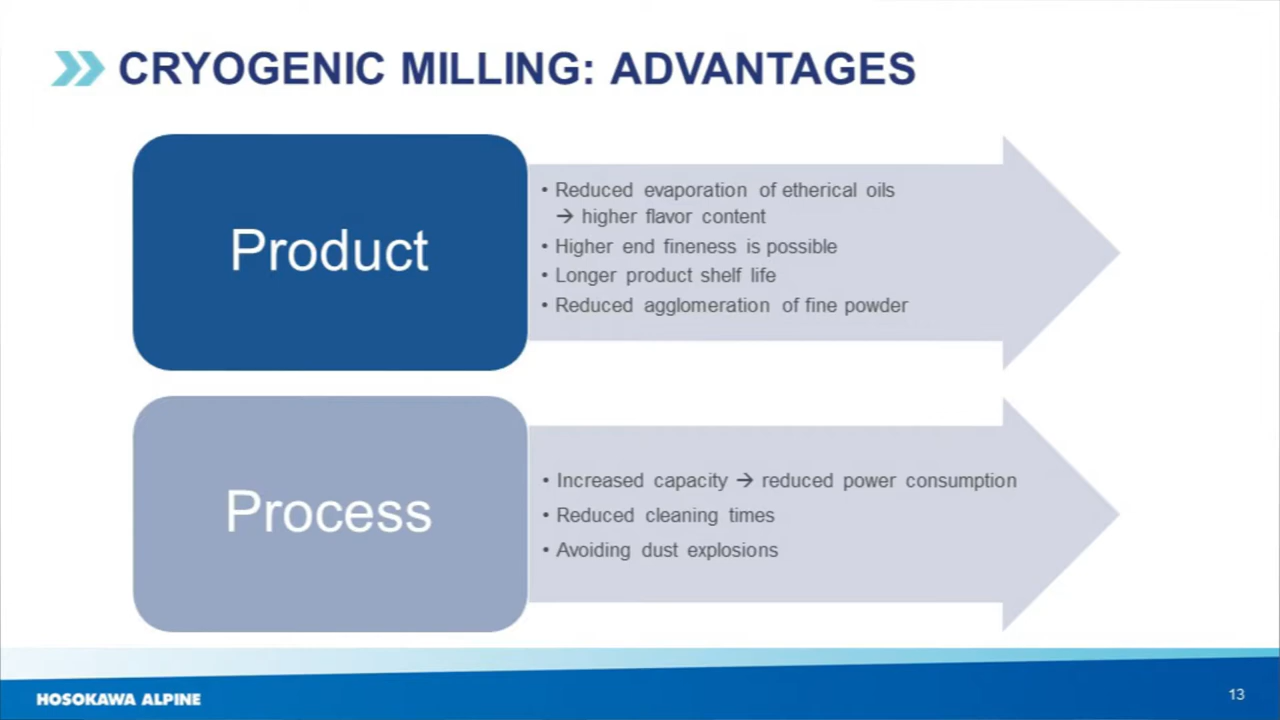 CRYOGENIC MILLING: ADVANTAGES
Product
• Reduced evaporation of etherical oils
→ higher flavor content
• Higher end fineness is possible
• Longer product shelf life
• Reduced agglomeration of fine powder
Process
• Increased capacity → reduced power consumption
• Reduced cleaning times
• Avoiding dust explosions
HOSOKAWA ALPINE
13